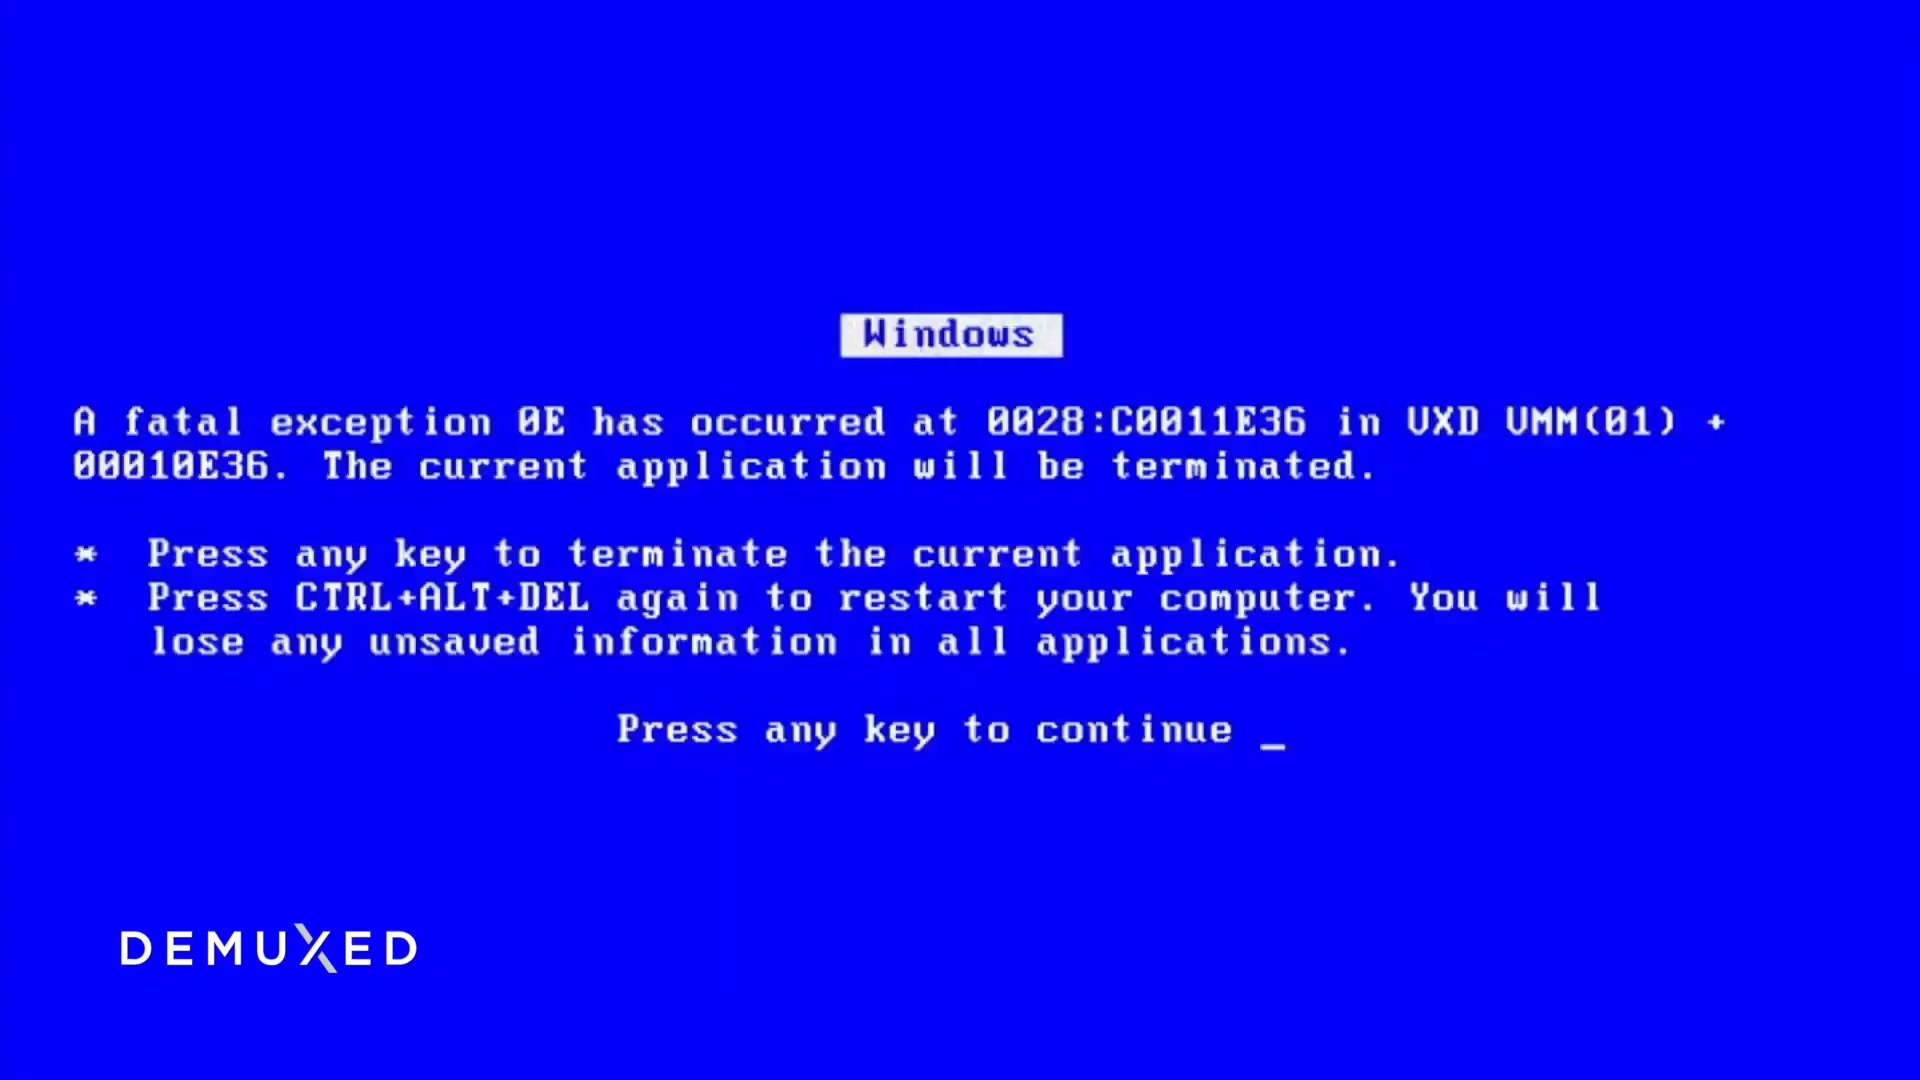 Windows
A fatal exception 0E has occurred at 0028:C0011E36 in VXD VMM(01) +
00010E36. The current application will be terminated.
* Press any key to terminate the current application.
* Press CTRL+ALT+DEL again to restart your computer. You will
lose any unsaved information in all applications.
Press any key to continue _
DEMUXED